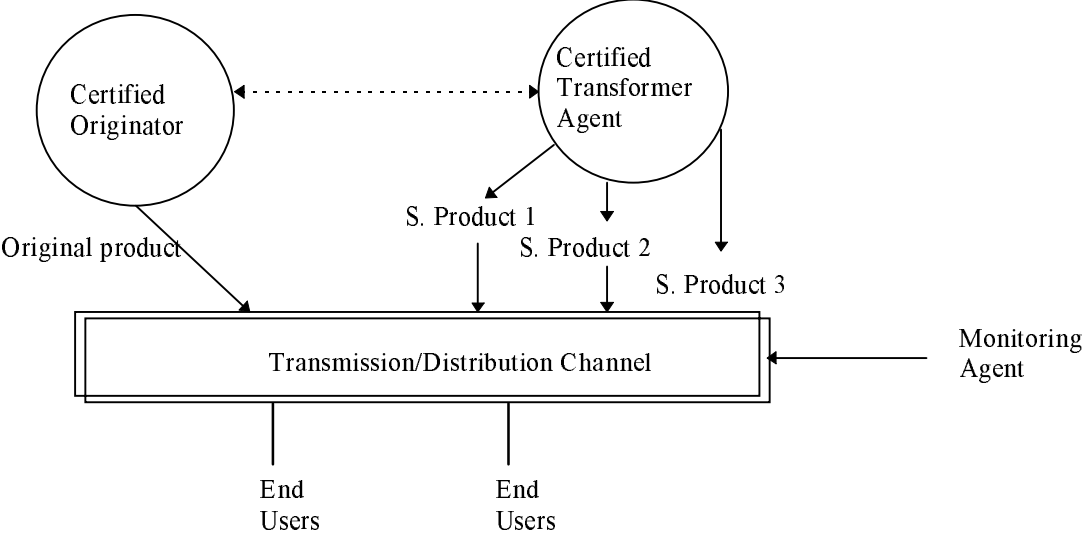 Certified
Originator
Certified
Transformer
Agent
S. Product 1
Original product
S. Product 2
S. Product 3
Transmission/Distribution Channel
Monitoring
Agent
End
Users
End
Users